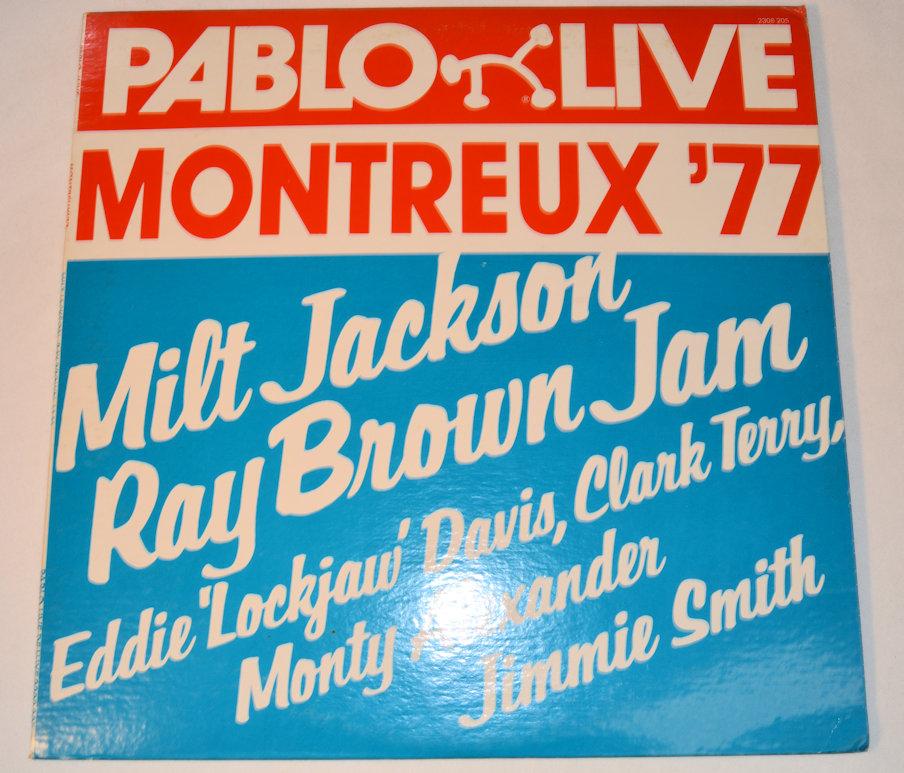 2308 205
PABLO LIVE
®
MONTREUX '77
Milt Jackson
Ray Brown Jam
Eddie 'Lockjaw' Davis, Clark Terry,
Monty Alexander
Jimmie Smith